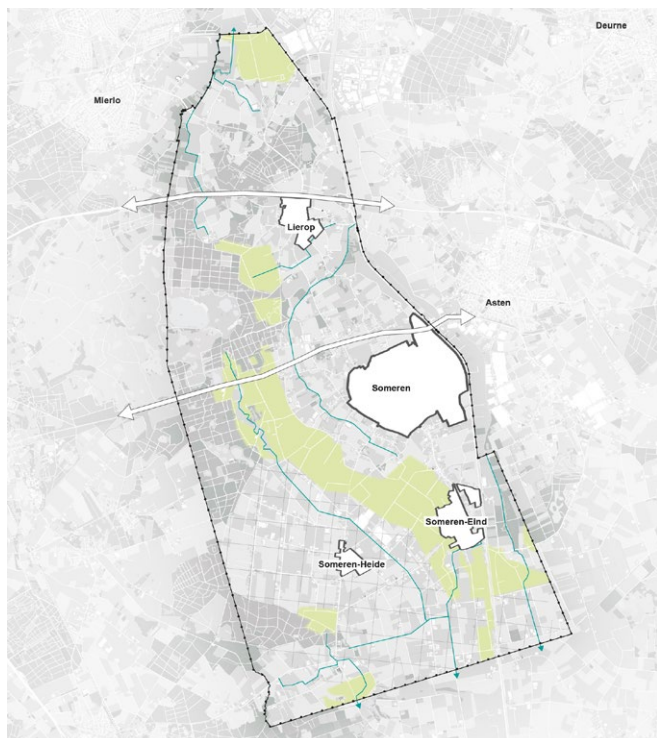 Deurne
Mierlo
Lierop
Asten
Someren
Someren-Eind
Someren-Heide